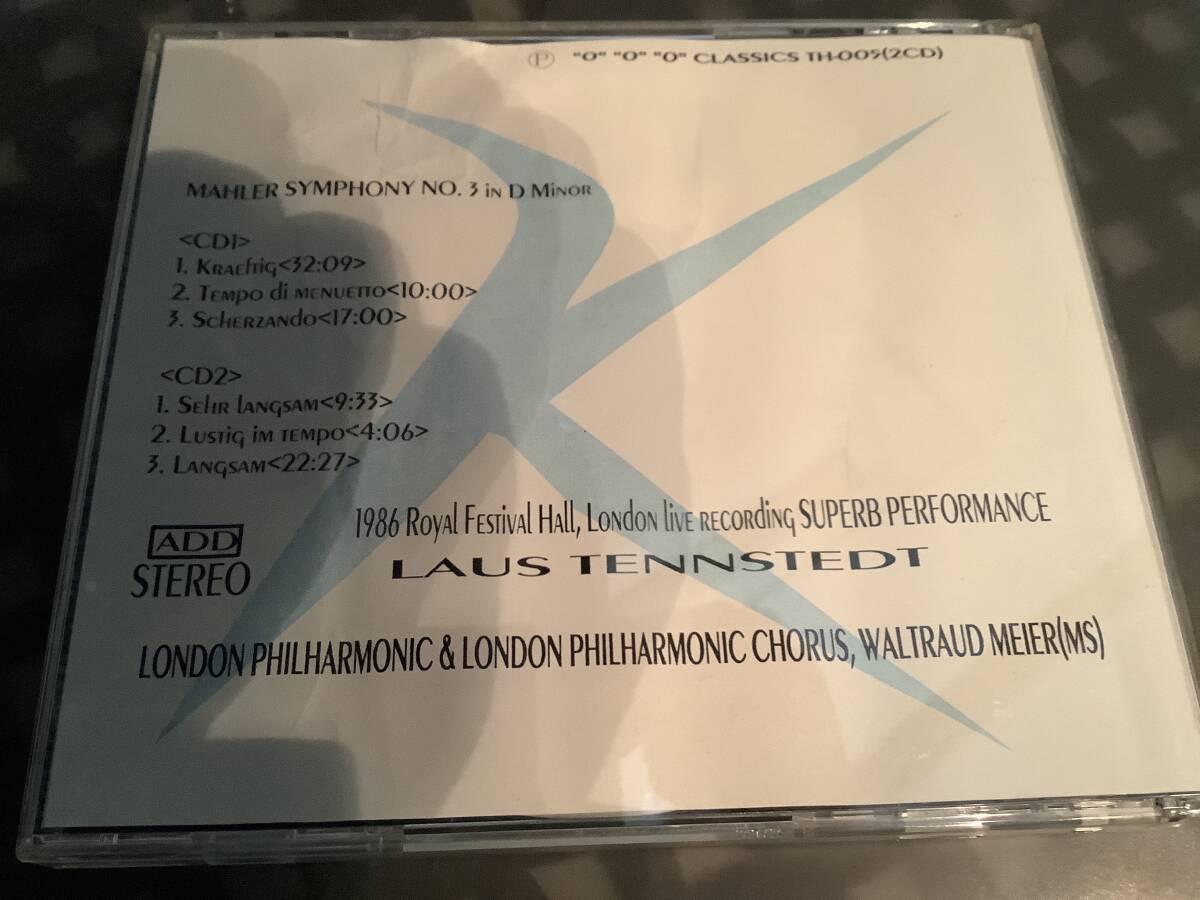 Ⓟ "O" "O" "O" CLASSICS TH-005(2CD)
MAHLER SYMPHONY NO. 3 IN D MINOR
<CD1>
1. KRAEFTIG<32:09>
2. TEMPO DI MENUETTO<10:00>
3. SCHERZANDO<17:00>
<CD2>
1. SEHR LANGSAM<9:33>
2. LUSTIG IM TEMPO<4:06>
3. LANGSAM<22:27>
1986 ROYAL FESTIVAL HALL, LONDON LIVE RECORDING SUPERB PERFORMANCE
LAUS TENNSTEDT
ADD
STEREO
LONDON PHILHARMONIC & LONDON PHILHARMONIC CHORUS, WALTRAUD MEIER(MS)